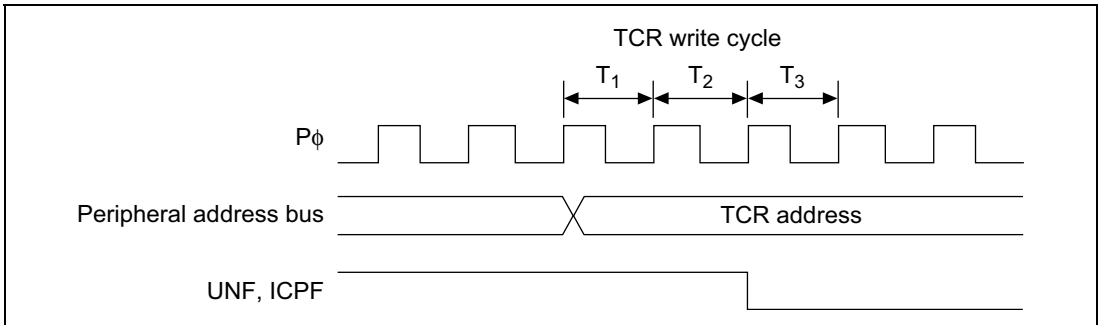 TCR write cycle
T₁ T₂ T₃
Pϕ
Peripheral address bus TCR address
UNF, ICPF